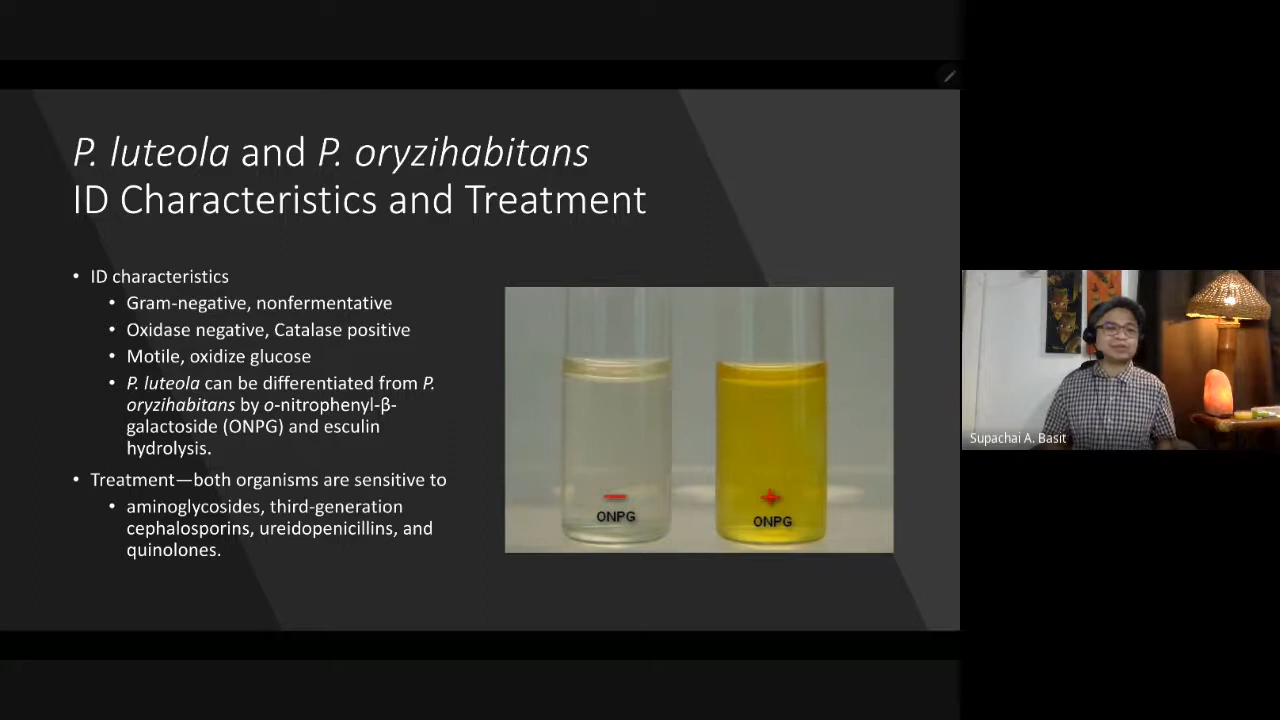 P. luteola and P. oryzihabitans
ID Characteristics and Treatment
• ID characteristics
• Gram-negative, nonfermentative
• Oxidase negative, Catalase positive
• Motile, oxidize glucose
• P. luteola can be differentiated from P.
oryzihabitans by o-nitrophenyl-β-
galactoside (ONPG) and esculin
hydrolysis.
• Treatment—both organisms are sensitive to
• aminoglycosides, third-generation
cephalosporins, ureidopenicillins, and
quinolones.
−
ONPG
+
ONPG
Supachai A. Basit